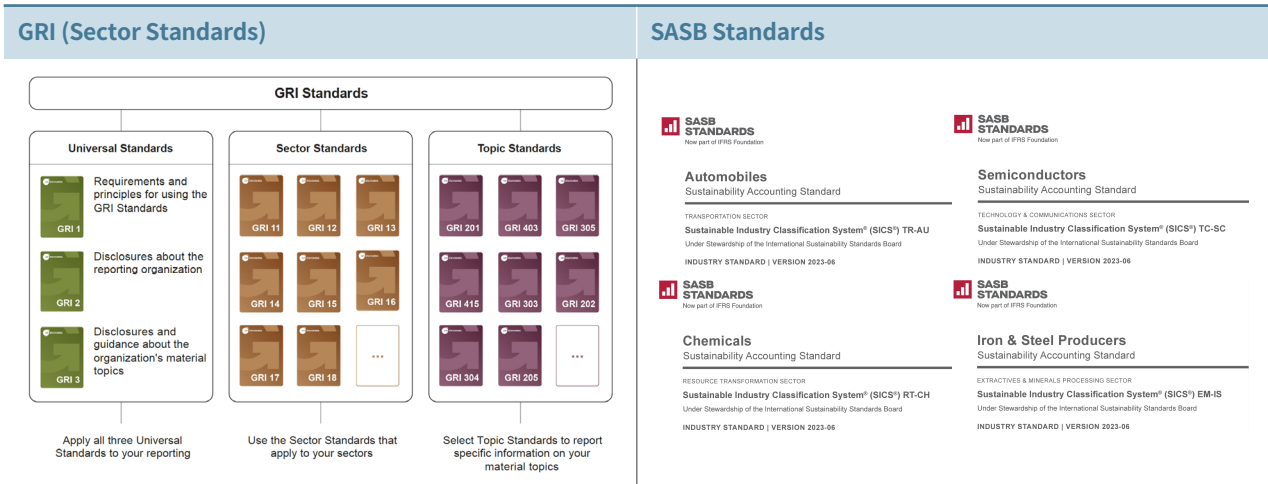 GRI (Sector Standards)
GRI Standards
Universal Standards
GRI 1
Requirements and
principles for using the
GRI Standards
GRI 2
Disclosures about the
reporting organization
GRI 3
Disclosures and
guidance about the
organization's material
topics
Apply all three Universal
Standards to your reporting
Sector Standards
GRI 11
GRI 12
GRI 13
GRI 14
GRI 15
GRI 16
GRI 17
GRI 18
...
Use the Sector Standards that
apply to your sectors
Topic Standards
GRI 201
GRI 403
GRI 305
GRI 415
GRI 303
GRI 202
GRI 304
GRI 205
...
Select Topic Standards to report
specific information on your
material topics
SASB Standards
SASB
STANDARDS
Now part of IFRS Foundation
Automobiles
Sustainability Accounting Standard
TRANSPORTATION SECTOR
Sustainable Industry Classification System® (SICS®) TR-AU
Under Stewardship of the International Sustainability Standards Board
INDUSTRY STANDARD | VERSION 2023-06
SASB
STANDARDS
Now part of IFRS Foundation
Semiconductors
Sustainability Accounting Standard
TECHNOLOGY & COMMUNICATIONS SECTOR
Sustainable Industry Classification System® (SICS®) TC-SC
Under Stewardship of the International Sustainability Standards Board
INDUSTRY STANDARD | VERSION 2023-06
SASB
STANDARDS
Now part of IFRS Foundation
Chemicals
Sustainability Accounting Standard
RESOURCE TRANSFORMATION SECTOR
Sustainable Industry Classification System® (SICS®) RT-CH
Under Stewardship of the International Sustainability Standards Board
INDUSTRY STANDARD | VERSION 2023-06
SASB
STANDARDS
Now part of IFRS Foundation
Iron & Steel Producers
Sustainability Accounting Standard
EXTRACTIVES & MINERALS PROCESSING SECTOR
Sustainable Industry Classification System® (SICS®) EM-IS
Under Stewardship of the International Sustainability Standards Board
INDUSTRY STANDARD | VERSION 2023-06